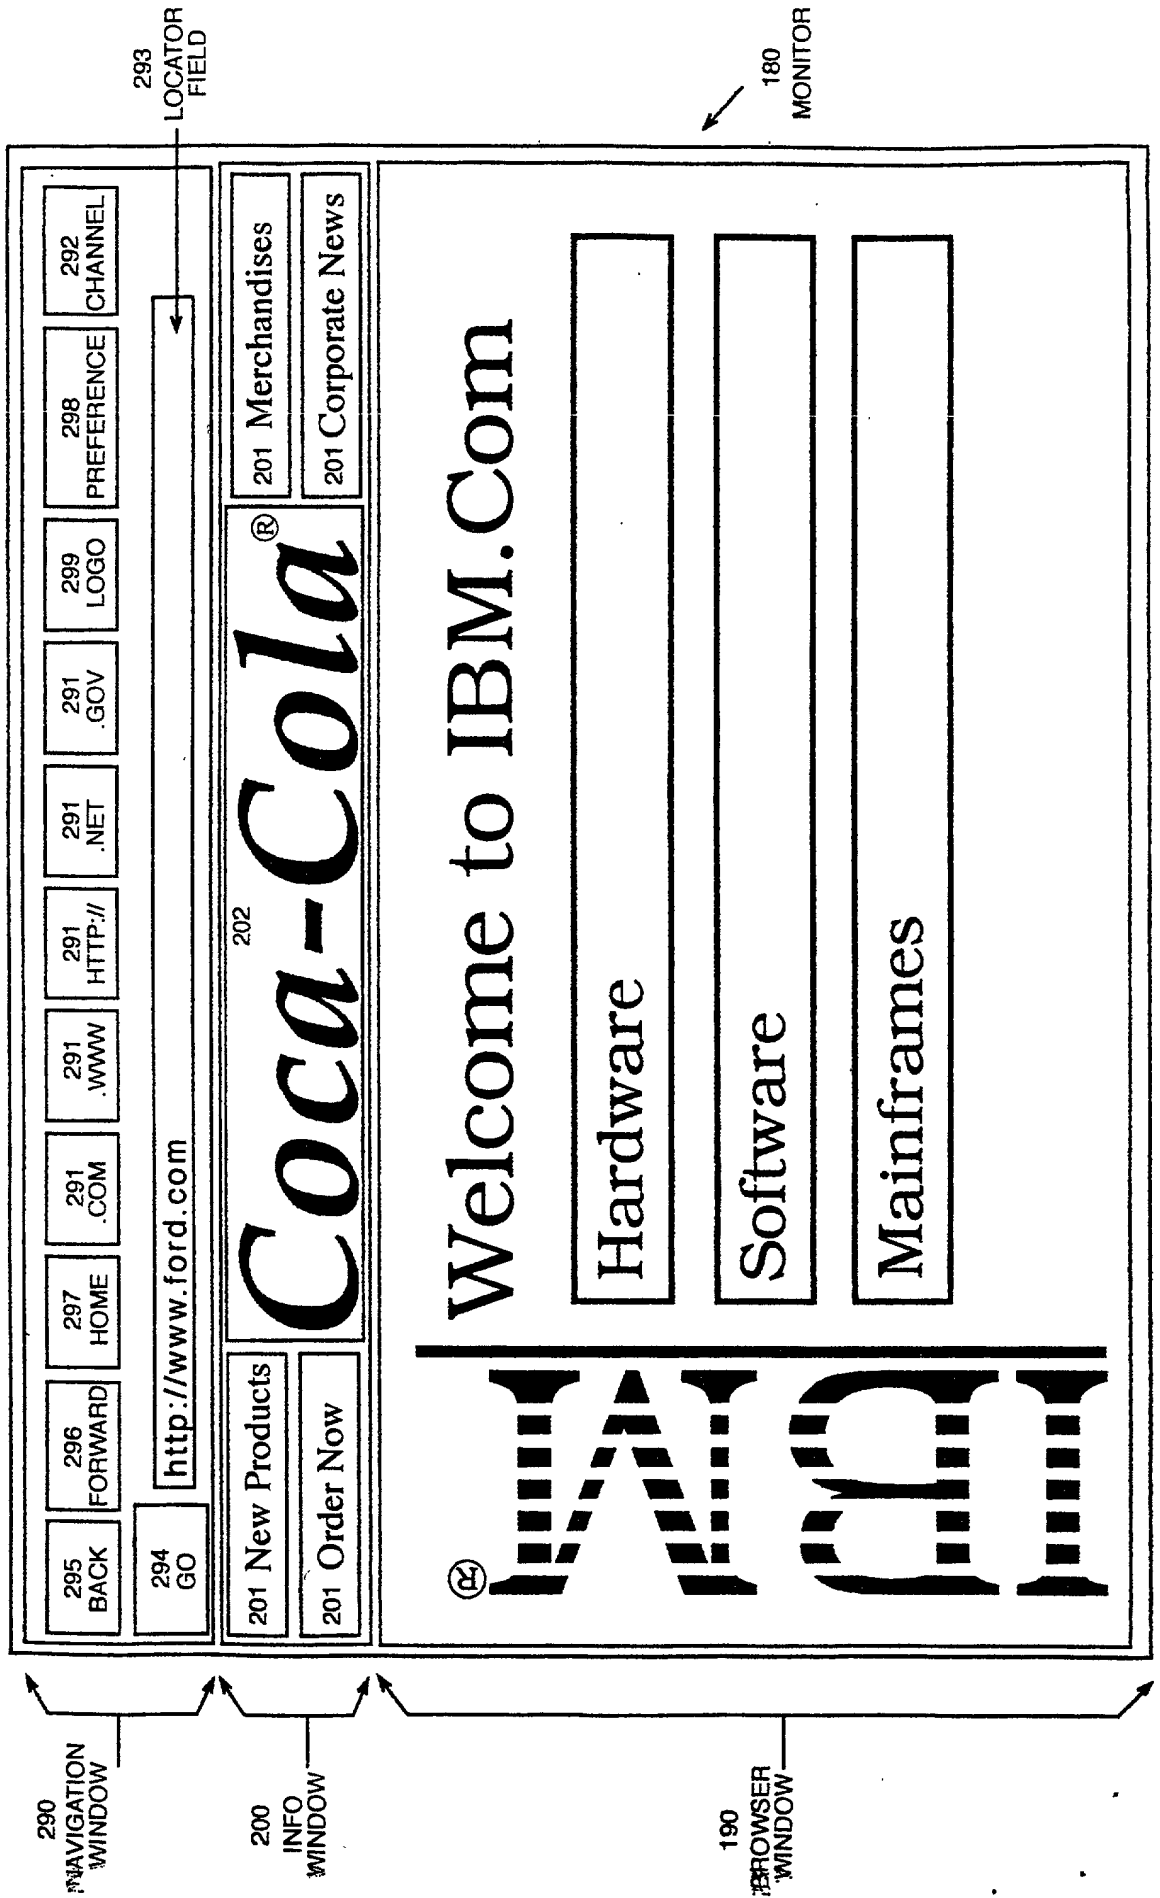 290
NAVIGATION
WINDOW
295
BACK
296
FORWARD
297
HOME
291
.COM
291
.WWW
291
HTTP://
291
.NET
291
.GOV
299
LOGO
298
PREFERENCE
292
CHANNEL
293
LOCATOR
FIELD
294
GO
http://www.ford.com
200
INFO
WINDOW
201 New Products
201 Order Now
202
Coca-Cola®
201 Merchandises
201 Corporate News
180
MONITOR
190
BROWSER
WINDOW
IBM®
Welcome to IBM.Com
Hardware
Software
Mainframes